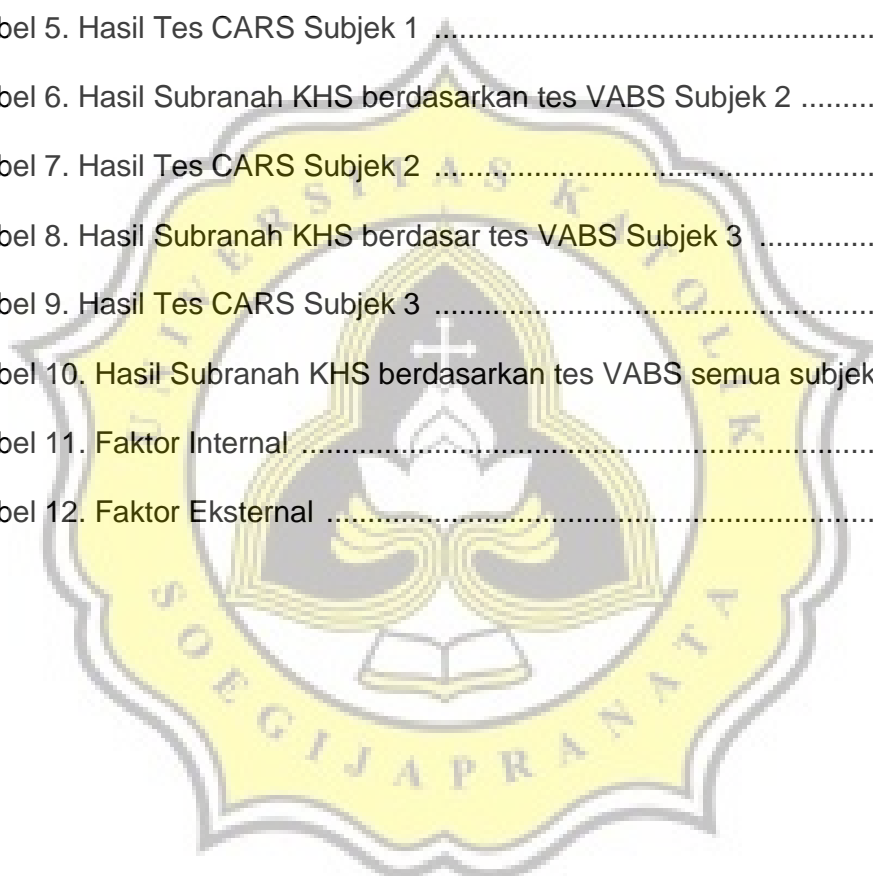 bel 5. Hasil Tes CARS Subjek 1 ......................................................
bel 6. Hasil Subranah KHS berdasarkan tes VABS Subjek 2 .........
bel 7. Hasil Tes CARS Subjek 2 ......................................................
bel 8. Hasil Subranah KHS berdasar tes VABS Subjek 3 ..............
bel 9. Hasil Tes CARS Subjek 3 ......................................................
bel 10. Hasil Subranah KHS berdasarkan tes VABS semua subjek
bel 11. Faktor Internal ......................................................................
bel 12. Faktor Eksternal ...................................................................
UNIVERSITAS KATOLIK
SOEGIJAPRANATA